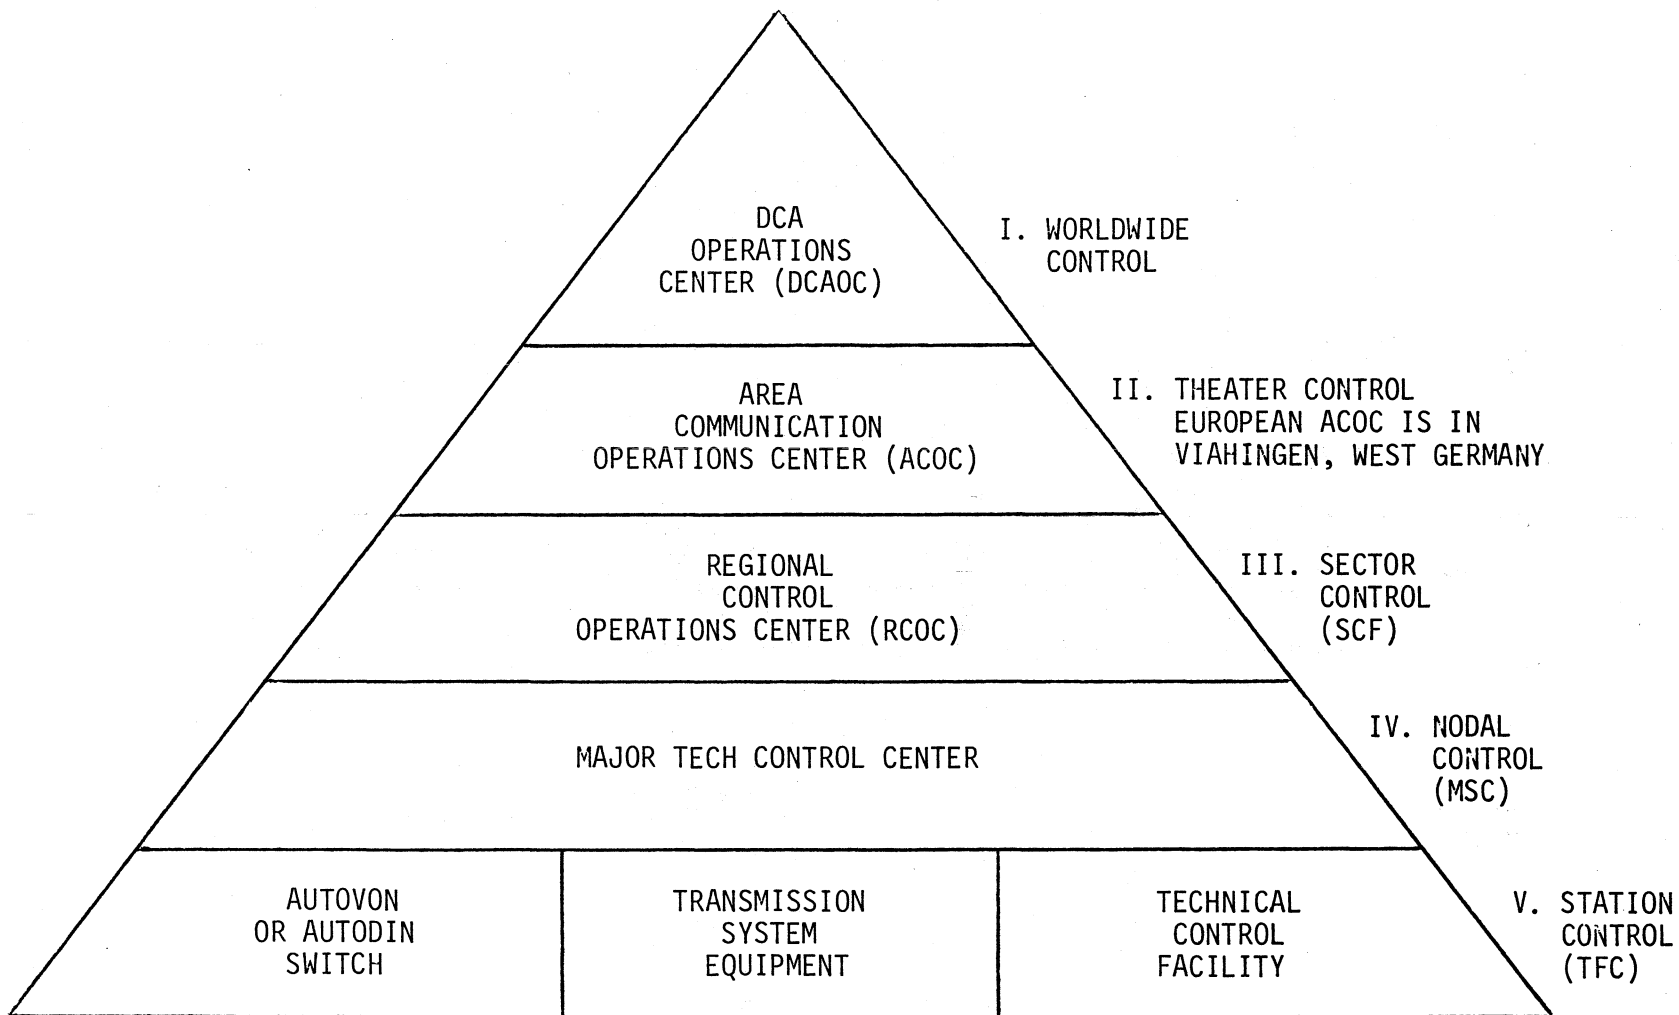 DCA
OPERATIONS
CENTER (DCAOC)
I. WORLDWIDE
CONTROL
AREA
COMMUNICATION
OPERATIONS CENTER (ACOC)
II. THEATER CONTROL
EUROPEAN ACOC IS IN
VIAHINGEN, WEST GERMANY
REGIONAL
CONTROL
OPERATIONS CENTER (RCOC)
III. SECTOR
CONTROL
(SCF)
MAJOR TECH CONTROL CENTER
IV. NODAL
CONTROL
(MSC)
AUTOVON
OR AUTODIN
SWITCH
TRANSMISSION
SYSTEM
EQUIPMENT
TECHNICAL
CONTROL
FACILITY
V. STATION
CONTROL
(TFC)